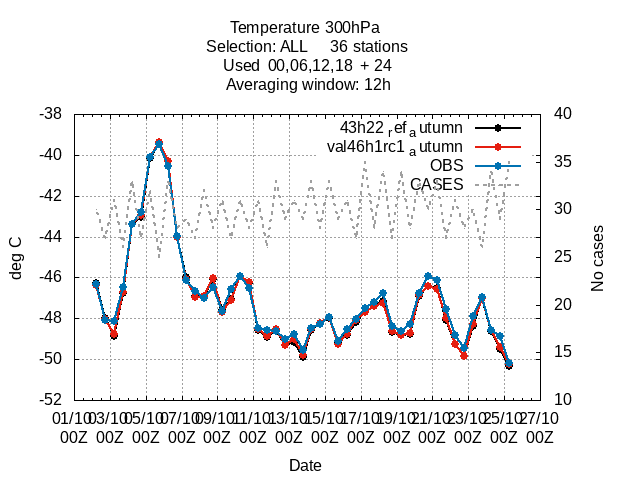 Temperature 300hPa
Selection: ALL 36 stations
Used 00,06,12,18 + 24
Averaging window: 12h
-38
-40
-42
-44
-46
-48
-50
-52
deg C
40
35
30
25
20
15
10
No cases
43h22ref autumn
val46h1rc1 autumn
OBS
CASES
01/10 03/10 05/10 07/10 09/10 11/10 13/10 15/10 17/10 19/10 21/10 23/10 25/10 27/10
00Z 00Z 00Z 00Z 00Z 00Z 00Z 00Z 00Z 00Z 00Z 00Z 00Z 00Z
Date